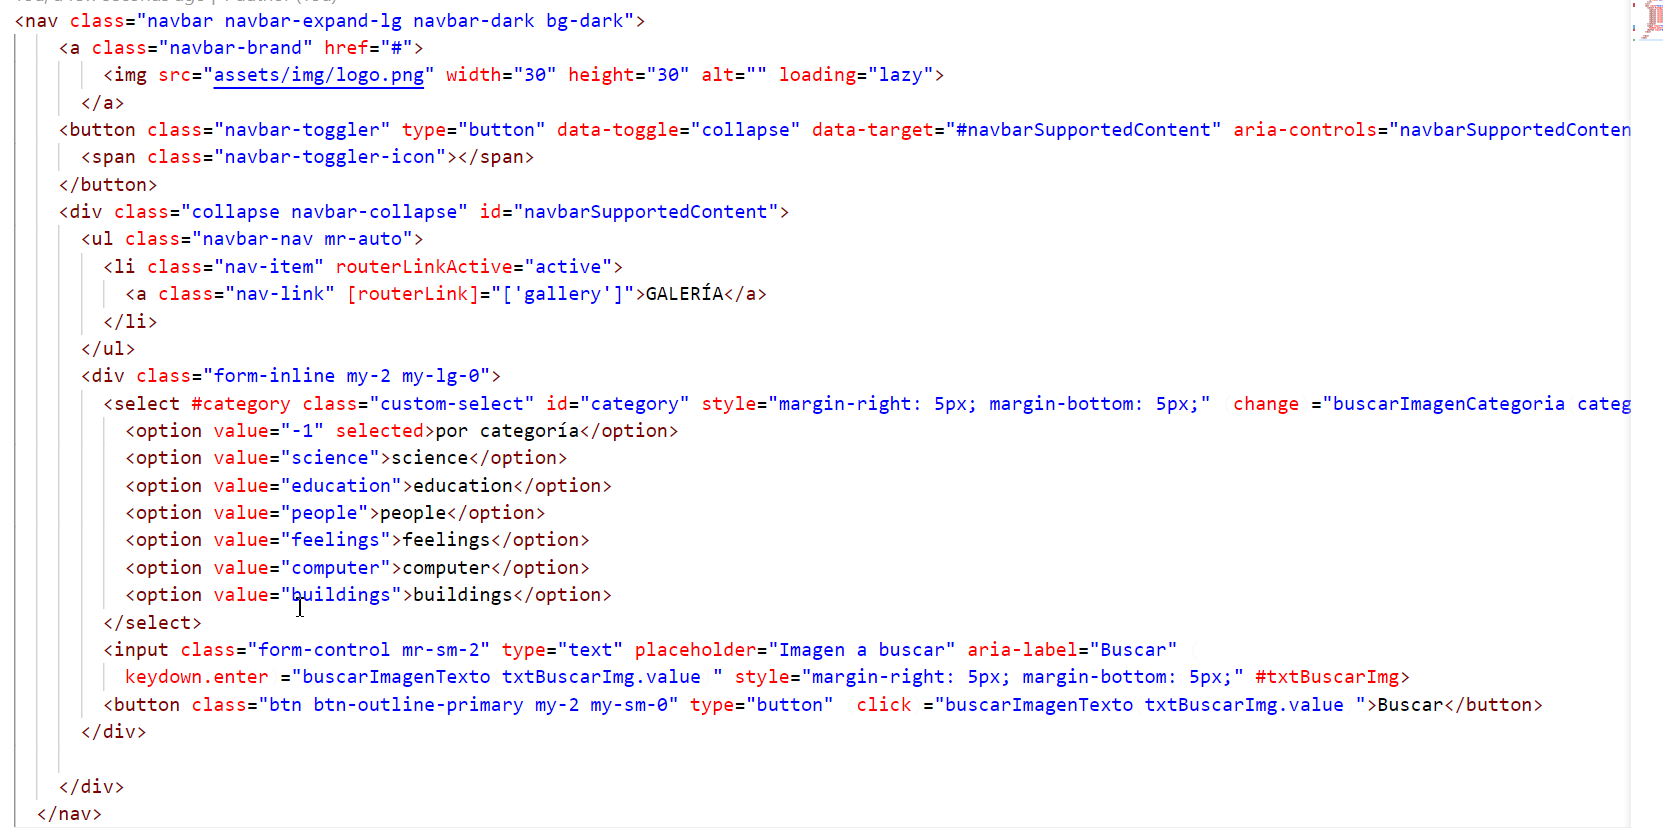 <nav class="navbar navbar-expand-lg navbar-dark bg-dark">
<a class="navbar-brand" href="#">
<img src="assets/img/logo.png" width="30" height="30" alt="" loading="lazy">
</a>
<button class="navbar-toggler" type="button" data-toggle="collapse" data-target="#navbarSupportedContent" aria-controls="navbarSupportedConten
<span class="navbar-toggler-icon"></span>
</button>
<div class="collapse navbar-collapse" id="navbarSupportedContent">
<ul class="navbar-nav mr-auto">
<li class="nav-item" routerLinkActive="active">
<a class="nav-link" [routerLink]="['gallery']">GALERÍA</a>
</li>
</ul>
<div class="form-inline my-2 my-lg-0">
<select #category class="custom-select" id="category" style="margin-right: 5px; margin-bottom: 5px;" change ="buscarImagenCategoria categ
<option value="-1" selected>por categoría</option>
<option value="science">science</option>
<option value="education">education</option>
<option value="people">people</option>
<option value="feelings">feelings</option>
<option value="computer">computer</option>
<option value="buildings">buildings</option>
</select>
<input class="form-control mr-sm-2" type="text" placeholder="Imagen a buscar" aria-label="Buscar"
keydown.enter ="buscarImagenTexto txtBuscarImg.value " style="margin-right: 5px; margin-bottom: 5px;" #txtBuscarImg>
<button class="btn btn-outline-primary my-2 my-sm-0" type="button" click ="buscarImagenTexto txtBuscarImg.value ">Buscar</button>
</div>
</div>
</nav>